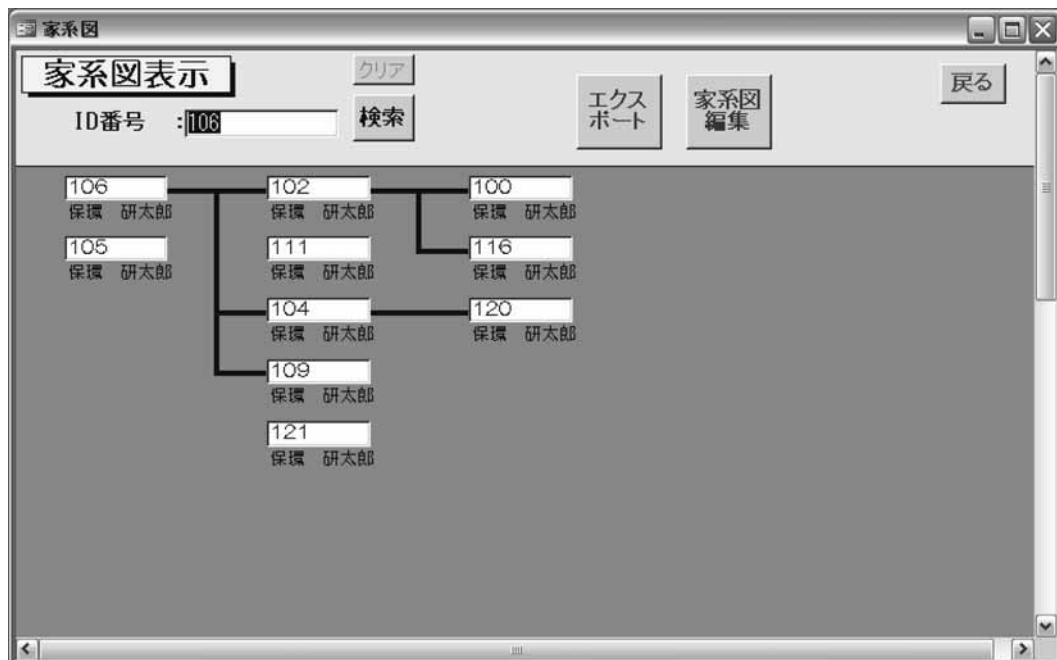 家系図
家系図表示
クリア
ID番号 :106
検索
エクス
ポート
家系図
編集
戻る
106 102 100
保環 研太郎 保環 研太郎 保環 研太郎
105 111 116
保環 研太郎 保環 研太郎 保環 研太郎
104 120
保環 研太郎 保環 研太郎
109
保環 研太郎
121
保環 研太郎